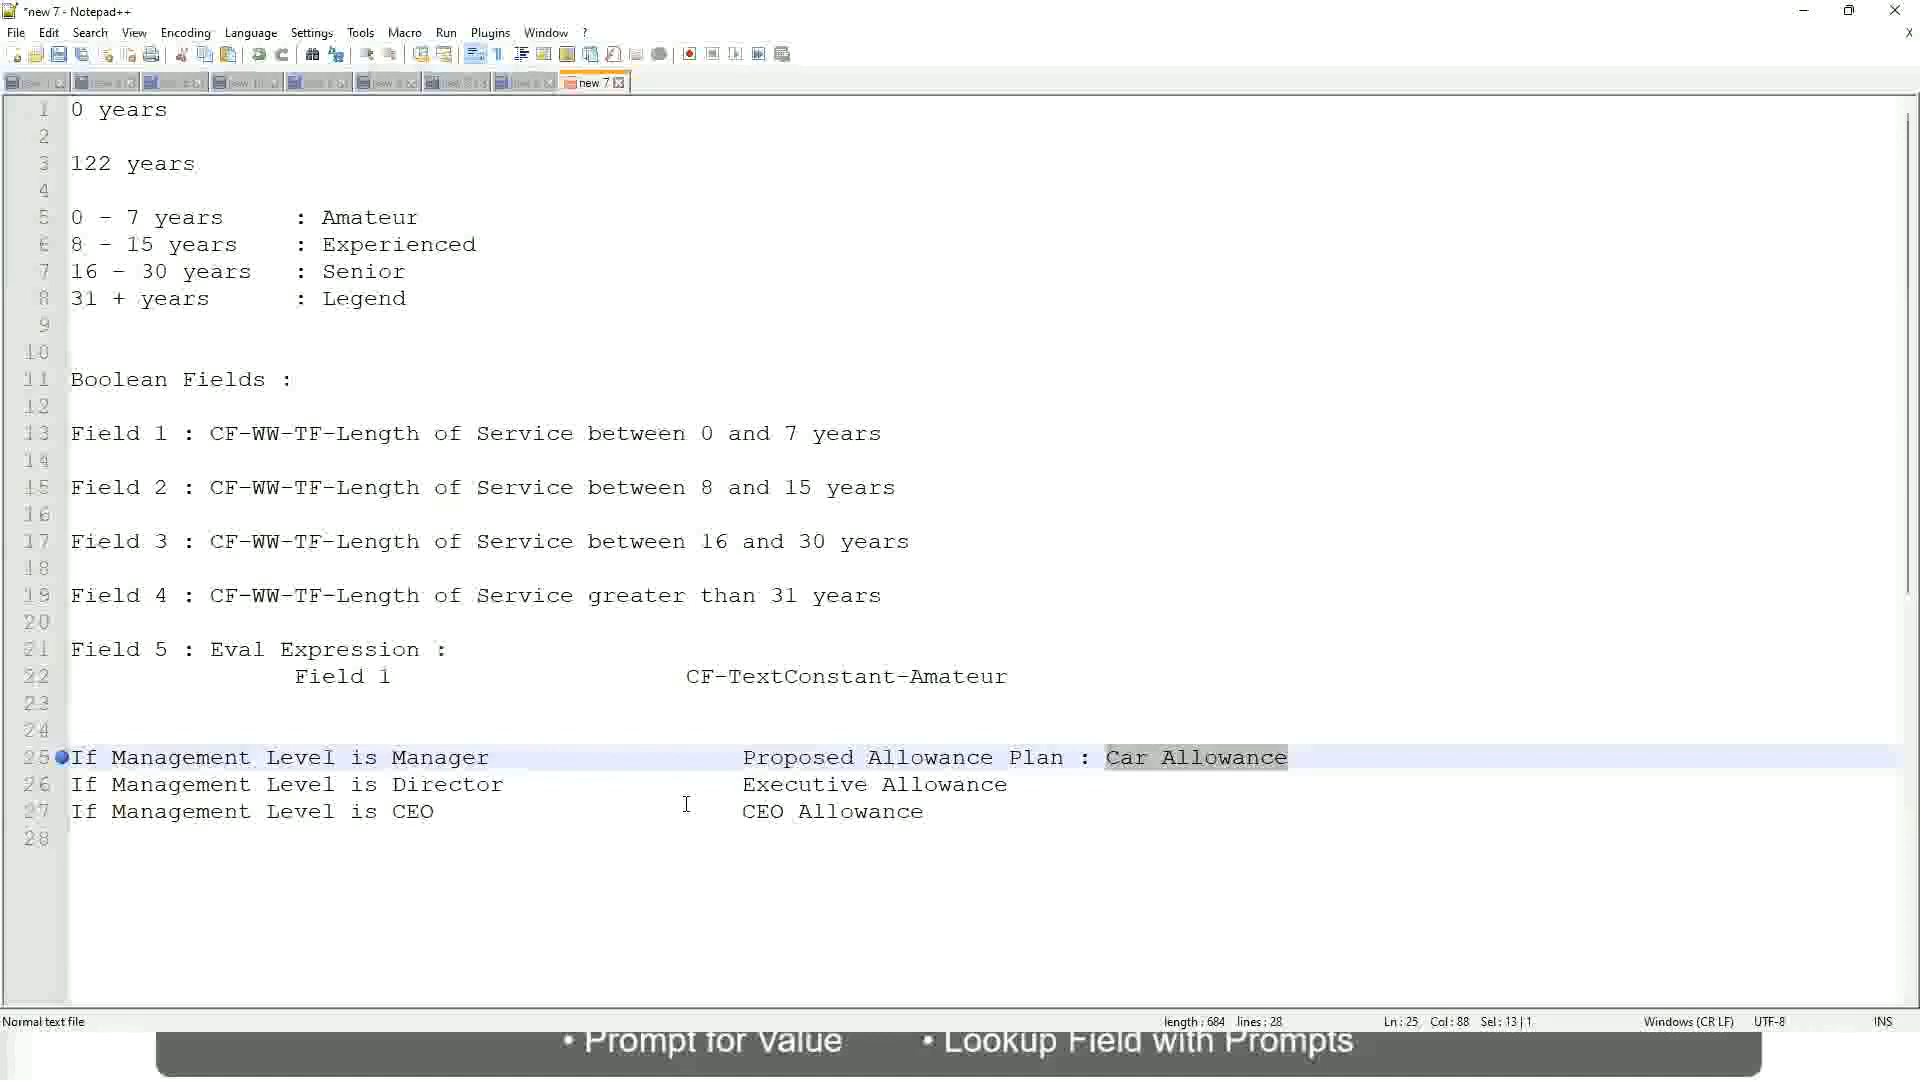 *new 7 - Notepad++
File Edit Search View Encoding Language Settings Tools Macro Run Plugins Window ? X
new 7
1 0 years
2
3 122 years
4
5 0 - 7 years : Amateur
6 8 - 15 years : Experienced
7 16 - 30 years : Senior
8 31 + years : Legend
9
10
11 Boolean Fields :
12
13 Field 1 : CF-WW-TF-Length of Service between 0 and 7 years
14
15 Field 2 : CF-WW-TF-Length of Service between 8 and 15 years
16
17 Field 3 : CF-WW-TF-Length of Service between 16 and 30 years
18
19 Field 4 : CF-WW-TF-Length of Service greater than 31 years
20
21 Field 5 : Eval Expression :
22 Field 1 CF-TextConstant-Amateur
23
24
25 If Management Level is Manager Proposed Allowance Plan : Car Allowance
26 If Management Level is Director Executive Allowance
27 If Management Level is CEO CEO Allowance
28
Normal text file length : 684 lines : 28 Ln : 25 Col : 88 Sel : 13 | 1 Windows (CR LF) UTF-8 INS
• Prompt for Value • Lookup Field with Prompts